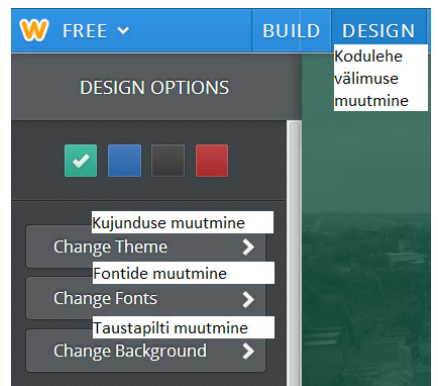 W FREE
BUILD
DESIGN
Kodulehe
välimuse
muutmine
DESIGN OPTIONS
Kujunduse muutmine
Change Theme
Fontide muutmine
Change Fonts
Taustapilti muutmine
Change Background